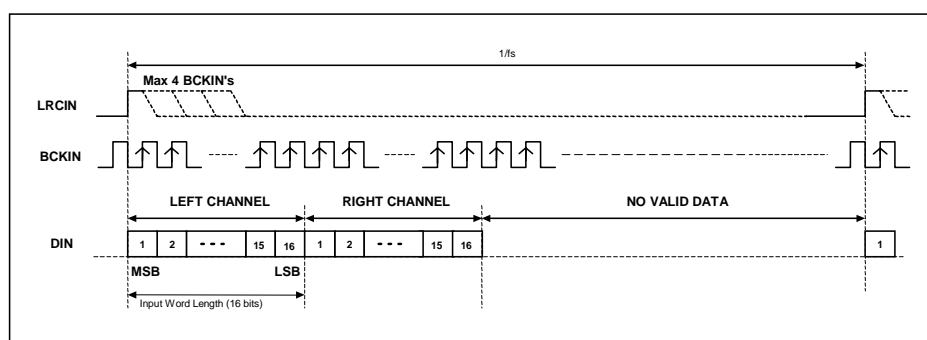 1/fs
Max 4 BCKIN's
LRCIN
BCKIN
LEFT CHANNEL RIGHT CHANNEL NO VALID DATA
DIN 1 2 - - - 15 16 1 2 - - - 15 16 1
MSB LSB
Input Word Length (16 bits)